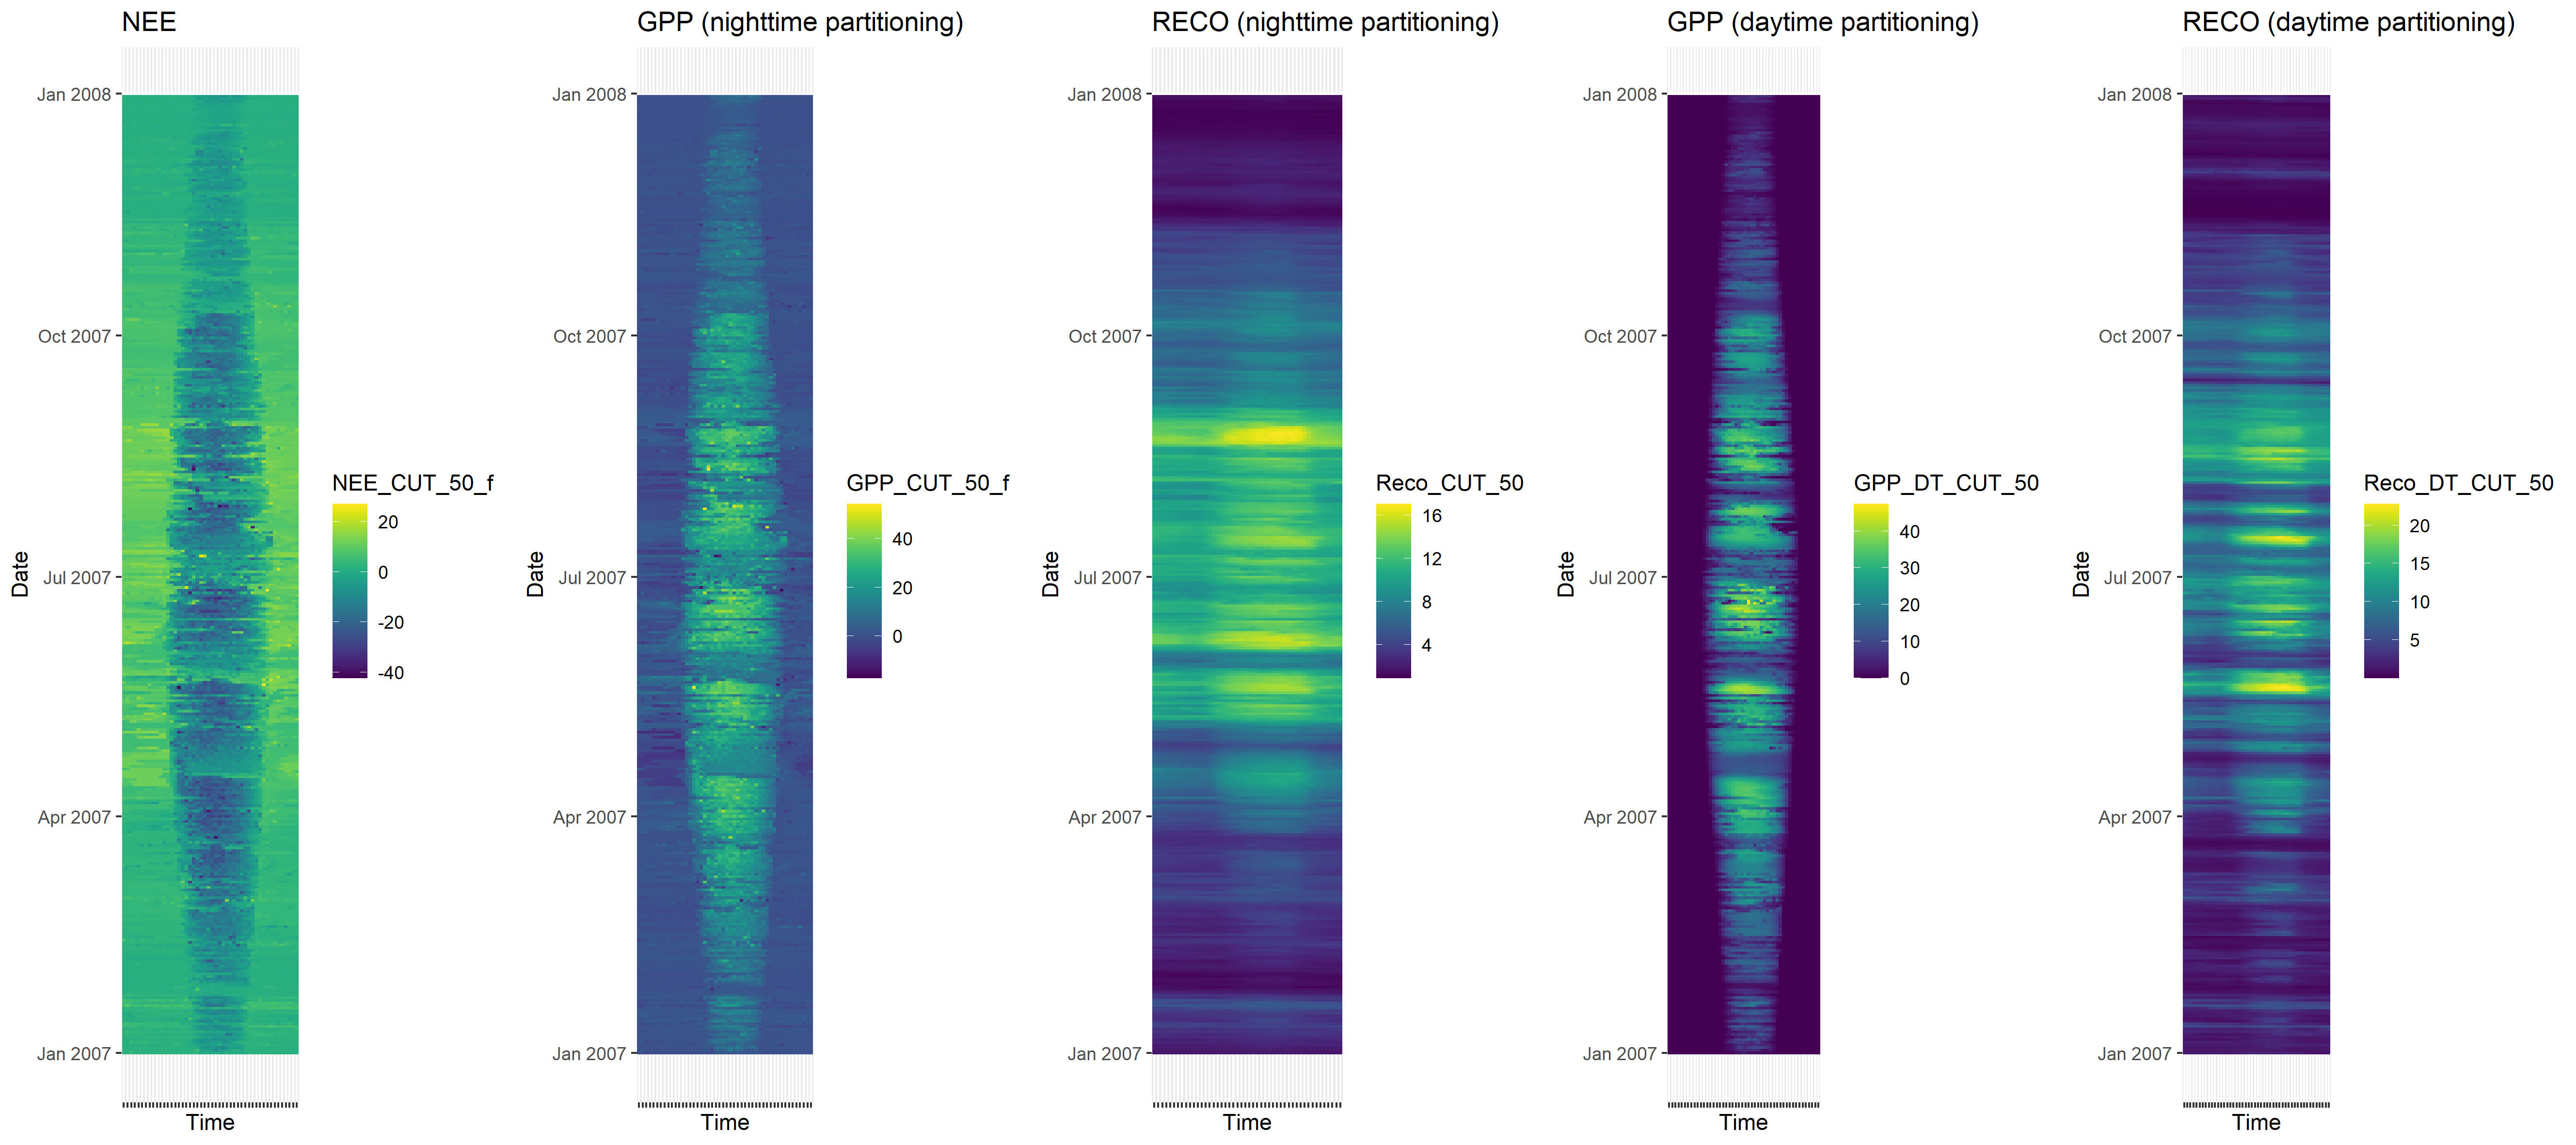 NEE
Date
Jan 2008
Oct 2007
Jul 2007
Apr 2007
Jan 2007
Time
NEE_CUT_50_f
20
0
-20
-40
GPP (nighttime partitioning)
Date
Jan 2008
Oct 2007
Jul 2007
Apr 2007
Jan 2007
Time
GPP_CUT_50_f
40
20
0
RECO (nighttime partitioning)
Date
Jan 2008
Oct 2007
Jul 2007
Apr 2007
Jan 2007
Time
Reco_CUT_50
16
12
8
4
GPP (daytime partitioning)
Date
Jan 2008
Oct 2007
Jul 2007
Apr 2007
Jan 2007
Time
GPP_DT_CUT_50
40
30
20
10
0
RECO (daytime partitioning)
Date
Jan 2008
Oct 2007
Jul 2007
Apr 2007
Jan 2007
Time
Reco_DT_CUT_50
20
15
10
5